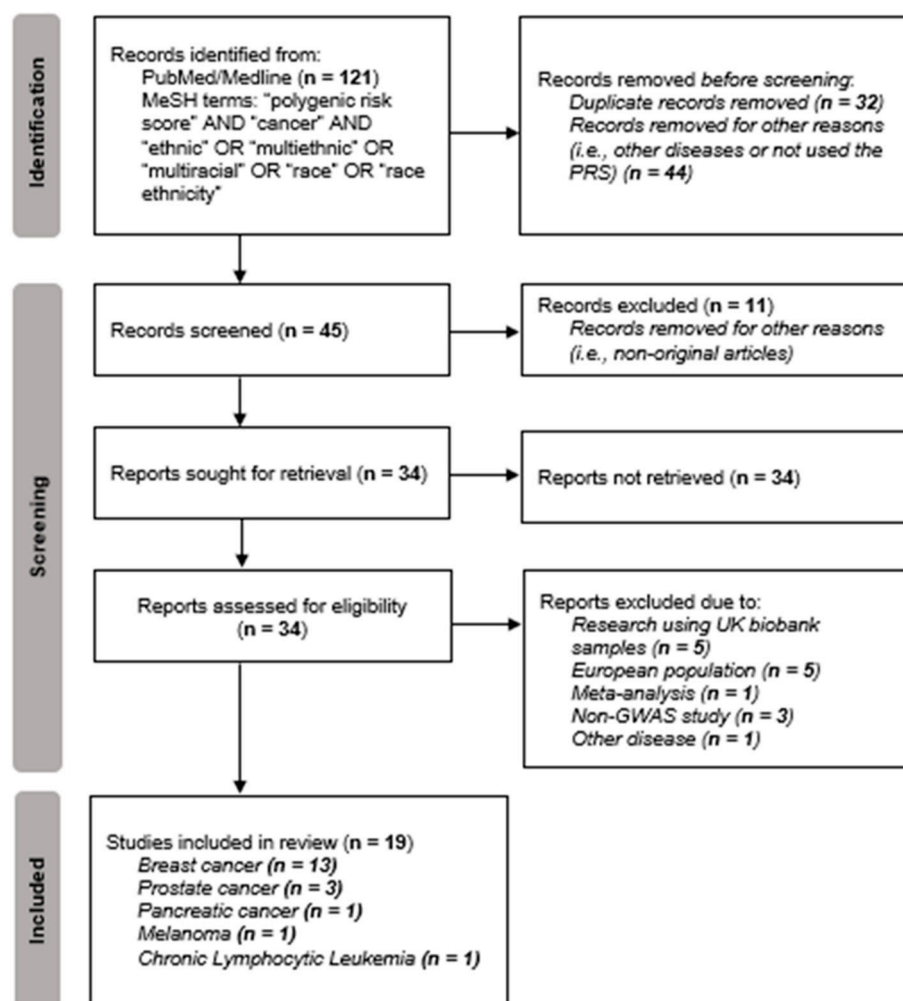 Identification
Records identified from:
PubMed/Medline (n = 121)
MeSH terms: "polygenic risk
score" AND "cancer" AND
"ethnic" OR "multiethnic" OR
"multiracial" OR "race" OR "race
ethnicity"
Records removed before screening:
Duplicate records removed (n = 32)
Records removed for other reasons
(i.e., other diseases or not used the
PRS) (n = 44)
Screening
Records screened (n = 45)
Records excluded (n = 11)
Records removed for other reasons
(i.e., non-original articles)
Reports sought for retrieval (n = 34)
Reports not retrieved (n = 34)
Reports assessed for eligibility
(n = 34)
Reports excluded due to:
Research using UK biobank
samples (n = 5)
European population (n = 5)
Meta-analysis (n = 1)
Non-GWAS study (n = 3)
Other disease (n = 1)
Included
Studies included in review (n = 19)
Breast cancer (n = 13)
Prostate cancer (n = 3)
Pancreatic cancer (n = 1)
Melanoma (n = 1)
Chronic Lymphocytic Leukemia (n = 1)